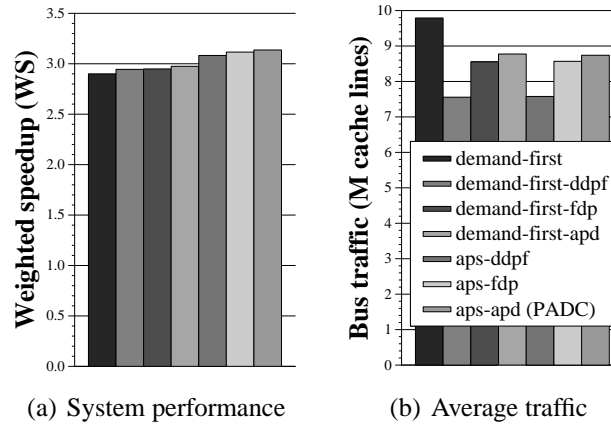 Weighted speedup (WS)
3.5
3.0
2.5
2.0
1.5
1.0
0.5
0.0
(a) System performance
Bus traffic (M cache lines)
10
9
8
7
6
5
4
3
2
1
0
demand-first
demand-first-ddpf
demand-first-fdp
demand-first-apd
aps-ddpf
aps-fdp
aps-apd (PADC)
(b) Average traffic